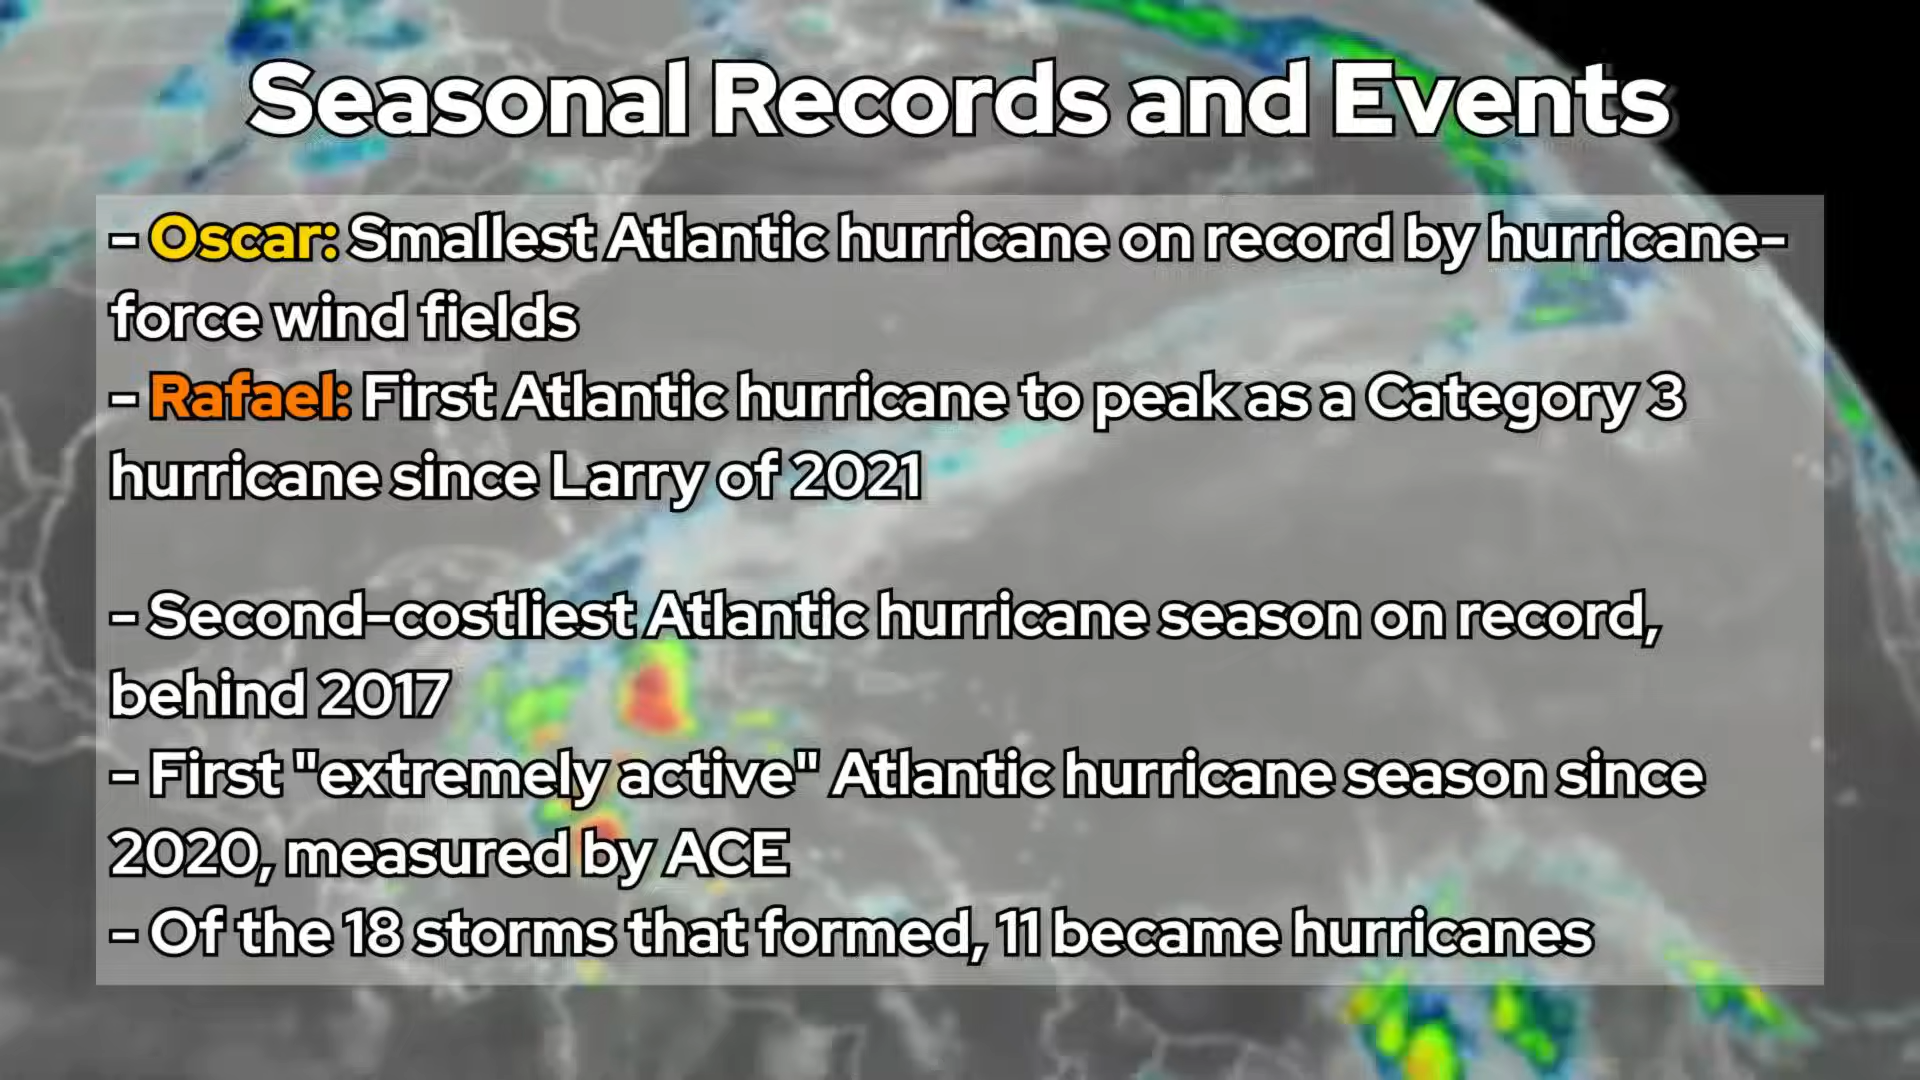 Seasonal Records and Events
- Oscar: Smallest Atlantic hurricane on record by hurricane-
force wind fields
- Rafael: First Atlantic hurricane to peak as a Category 3
hurricane since Larry of 2021
- Second-costliest Atlantic hurricane season on record,
behind 2017
- First "extremely active" Atlantic hurricane season since
2020, measured by ACE
- Of the 18 storms that formed, 11 became hurricanes